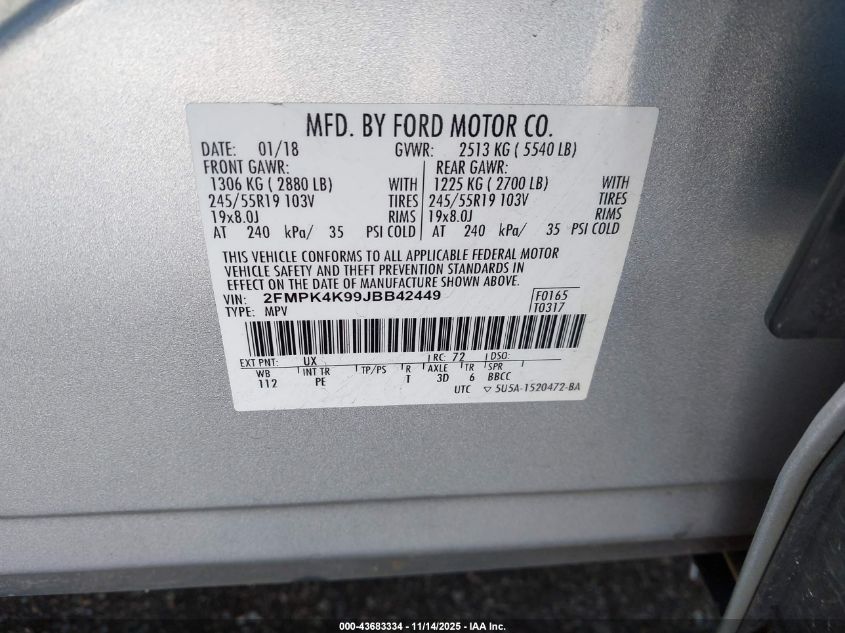 MFD. BY FORD MOTOR CO.
DATE: 01/18 GVWR: 2513 KG ( 5540 LB)
FRONT GAWR: REAR GAWR:
1306 KG ( 2880 LB) WITH 1225 KG ( 2700 LB) WITH
245/55R19 103V TIRES 245/55R19 103V TIRES
19x8.0J RIMS 19x8.0J RIMS
AT 240 kPa/ 35 PSI COLD AT 240 kPa/ 35 PSI COLD
THIS VEHICLE CONFORMS TO ALL APPLICABLE FEDERAL MOTOR
VEHICLE SAFETY AND THEFT PREVENTION STANDARDS IN
EFFECT ON THE DATE OF MANUFACTURE SHOWN ABOVE.
VIN: 2FMPK4K99JBB42449 F0165
TYPE: MPV T0317
EXT PNT: UX RC: 72 DSO:
WB INT TR TP/PS R AXLE TR SPR
112 PE T 3D 6 BBCC
UTC ▽ 5U5A-1520472-BA
000-43683334 | 11/14/2025 - IAA Inc.